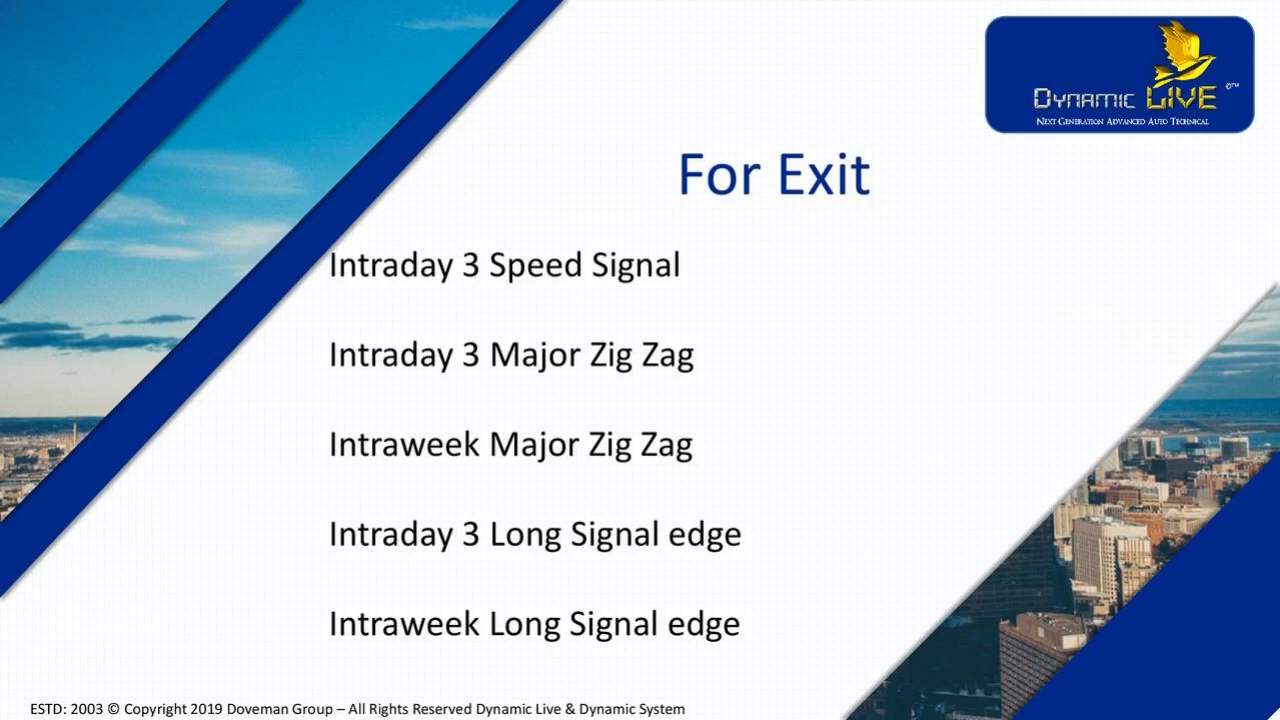 Dynamic LIVE ©™
Next Generation Advanced Auto Technical
For Exit
Intraday 3 Speed Signal
Intraday 3 Major Zig Zag
Intraweek Major Zig Zag
Intraday 3 Long Signal edge
Intraweek Long Signal edge
ESTD: 2003 © Copyright 2019 Doveman Group – All Rights Reserved Dynamic Live & Dynamic System